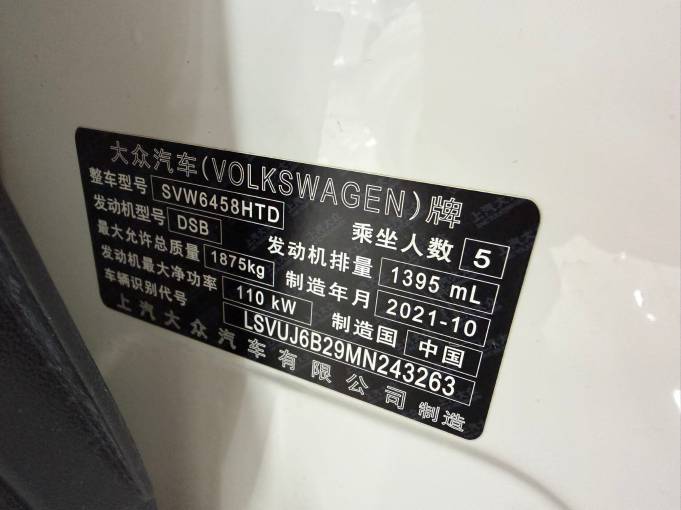 大众汽车(VOLKSWAGEN)牌
整车型号 SVW6458HTD 乘坐人数 5
发动机型号 DSB 发动机排量 1395 mL
最大允许总质量 1875kg 制造年月 2021-10
发动机最大净功率 110 kW 制造国 中国
车辆识别代号 LSVUJ6B29MN243263
上汽大众汽车有限公司制造